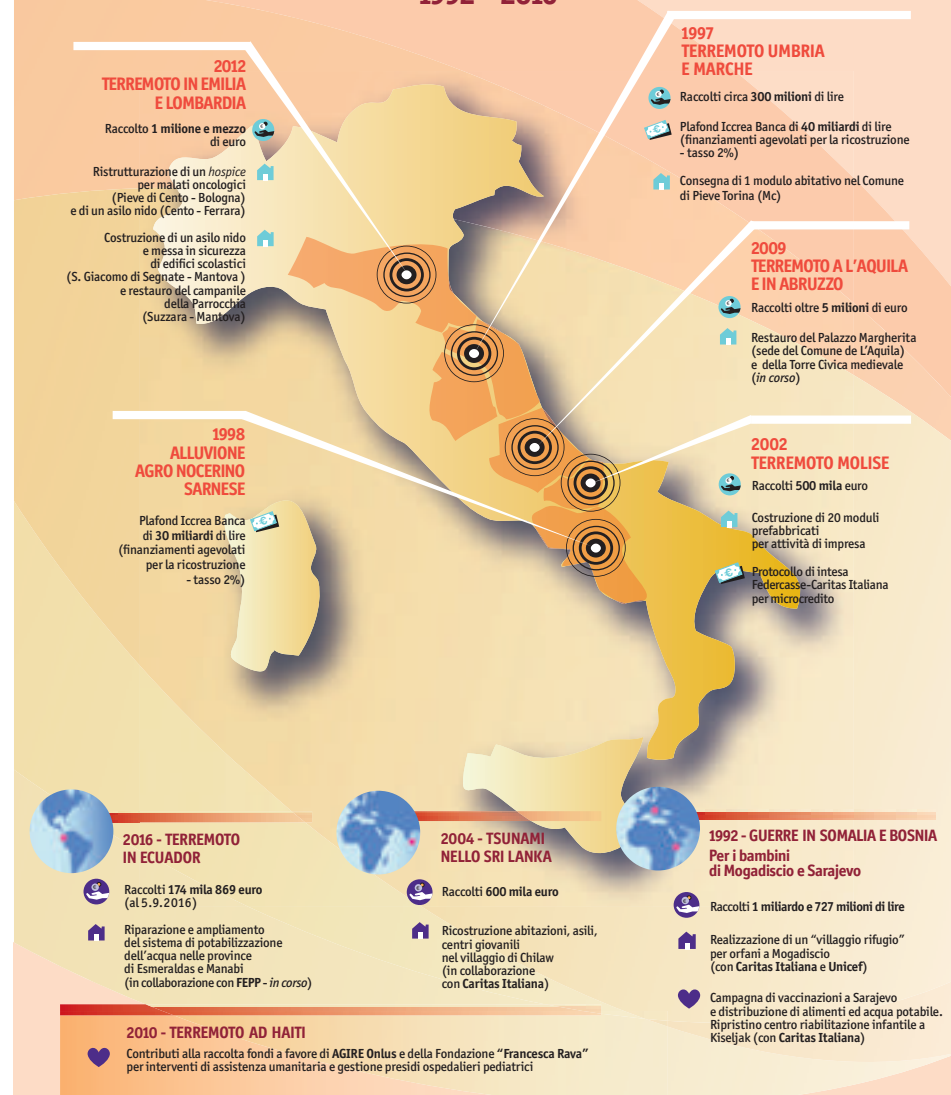 1992 - 2016
2012
TERREMOTO IN EMILIA
E LOMBARDIA
Raccolto 1 milione e mezzo
di euro
Ristrutturazione di un hospice
per malati oncologici
(Pieve di Cento - Bologna)
e di un asilo nido (Cento - Ferrara)
Costruzione di un asilo nido
e messa in sicurezza
di edifici scolastici
(S. Giacomo di Segnate - Mantova )
e restauro del campanile
della Parrocchia
(Suzzara - Mantova)
1997
TERREMOTO UMBRIA
E MARCHE
Raccolti circa 300 milioni di lire
Plafond Iccrea Banca di 40 miliardi di lire
(finanziamenti agevolati per la ricostruzione
- tasso 2%)
Consegna di 1 modulo abitativo nel Comune
di Pieve Torina (Mc)
2009
TERREMOTO A L'AQUILA
E IN ABRUZZO
Raccolti oltre 5 milioni di euro
Restauro del Palazzo Margherita
(sede del Comune de L'Aquila)
e della Torre Civica medievale
(in corso)
1998
ALLUVIONE
AGRO NOCERINO
SARNESE
Plafond Iccrea Banca
di 30 miliardi di lire
(finanziamenti agevolati
per la ricostruzione
- tasso 2%)
2002
TERREMOTO MOLISE
Raccolti 500 mila euro
Costruzione di 20 moduli
prefabbricati
per attività di impresa
Protocollo di intesa
Federcasse-Caritas Italiana
per microcredito
2016 - TERREMOTO
IN ECUADOR
Raccolti 174 mila 869 euro
(al 5.9.2016)
Riparazione e ampliamento
del sistema di potabilizzazione
dell'acqua nelle province
di Esmeraldas e Manabi
(in collaborazione con FEPP - in corso)
2004 - TSUNAMI
NELLO SRI LANKA
Raccolti 600 mila euro
Ricostruzione abitazioni, asili,
centri giovanili
nel villaggio di Chilaw
(in collaborazione
con Caritas Italiana)
1992 - GUERRE IN SOMALIA E BOSNIA
Per i bambini
di Mogadiscio e Sarajevo
Raccolti 1 miliardo e 727 milioni di lire
Realizzazione di un "villaggio rifugio"
per orfani a Mogadiscio
(con Caritas Italiana e Unicef)
Campagna di vaccinazioni a Sarajevo
e distribuzione di alimenti ed acqua potabile.
Ripristino centro riabilitazione infantile a
Kiseljak (con Caritas Italiana)
2010 - TERREMOTO AD HAITI
Contributi alla raccolta fondi a favore di AGIRE Onlus e della Fondazione "Francesca Rava"
per interventi di assistenza umanitaria e gestione presidi ospedalieri pediatrici